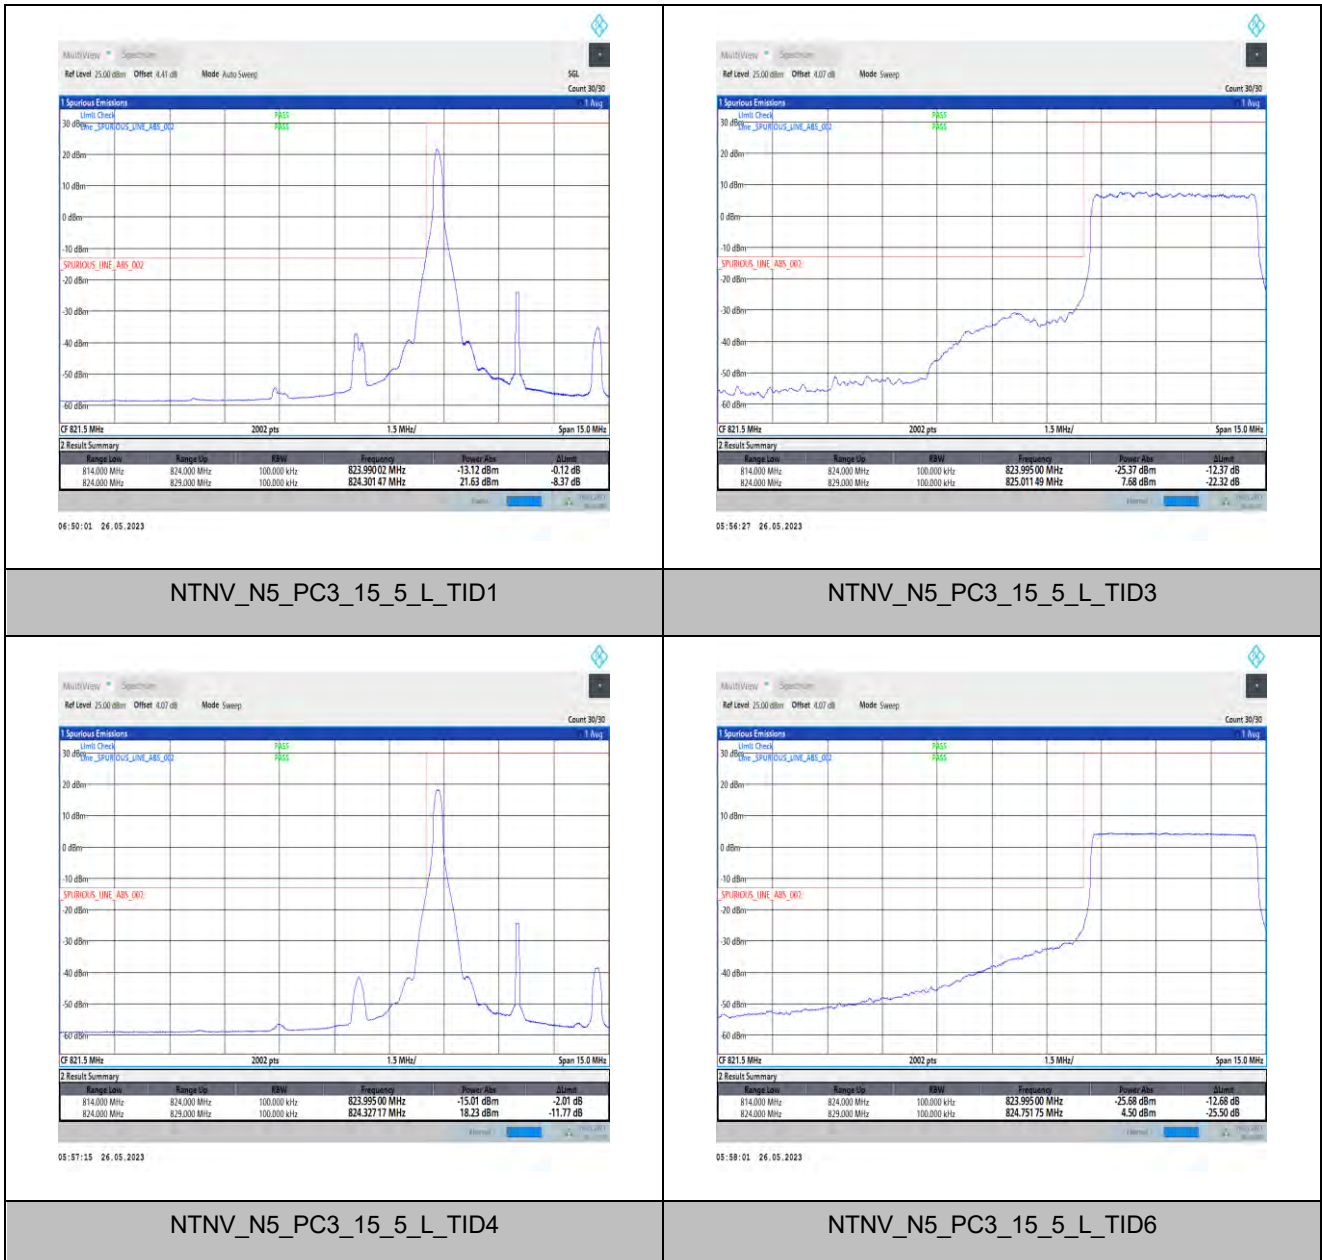 MultiView Spectrum
Ref Level 25.00 dBm Offset 4.41 dB Mode Auto Sweep SGL
Count 30/30
1 Spurious Emissions 1 Avg
Limit Check PASS
Line _SPURIOUS_LINE_ABS_002 PASS
30 dBm
20 dBm
10 dBm
0 dBm
-10 dBm
_SPURIOUS_LINE_ABS_002
-20 dBm
-30 dBm
-40 dBm
-50 dBm
-60 dBm
CF 821.5 MHz 2002 pts 1.5 MHz/ Span 15.0 MHz
2 Result Summary
Range Low Range Up RBW Frequency Power Abs ΔLimit
814.000 MHz 824.000 MHz 100.000 kHz 823.99002 MHz -13.12 dBm -0.12 dB
824.000 MHz 829.000 MHz 100.000 kHz 824.30147 MHz 21.63 dBm -8.37 dB
06:50:01 26.05.2023
NTNV_N5_PC3_15_5_L_TID1
MultiView Spectrum
Ref Level 25.00 dBm Offset 4.07 dB Mode Sweep
Count 30/30
1 Spurious Emissions 1 Avg
Limit Check PASS
Line _SPURIOUS_LINE_ABS_002 PASS
30 dBm
20 dBm
10 dBm
0 dBm
-10 dBm
_SPURIOUS_LINE_ABS_002
-20 dBm
-30 dBm
-40 dBm
-50 dBm
-60 dBm
CF 821.5 MHz 2002 pts 1.5 MHz/ Span 15.0 MHz
2 Result Summary
Range Low Range Up RBW Frequency Power Abs ΔLimit
814.000 MHz 824.000 MHz 100.000 kHz 823.99500 MHz -25.37 dBm -12.37 dB
824.000 MHz 829.000 MHz 100.000 kHz 825.01149 MHz 7.68 dBm -22.32 dB
05:56:27 26.05.2023
NTNV_N5_PC3_15_5_L_TID3
MultiView Spectrum
Ref Level 25.00 dBm Offset 4.07 dB Mode Sweep
Count 30/30
1 Spurious Emissions 1 Avg
Limit Check PASS
Line _SPURIOUS_LINE_ABS_002 PASS
30 dBm
20 dBm
10 dBm
0 dBm
-10 dBm
_SPURIOUS_LINE_ABS_002
-20 dBm
-30 dBm
-40 dBm
-50 dBm
-60 dBm
CF 821.5 MHz 2002 pts 1.5 MHz/ Span 15.0 MHz
2 Result Summary
Range Low Range Up RBW Frequency Power Abs ΔLimit
814.000 MHz 824.000 MHz 100.000 kHz 823.99500 MHz -15.01 dBm -2.01 dB
824.000 MHz 829.000 MHz 100.000 kHz 824.32717 MHz 18.23 dBm -11.77 dB
05:57:15 26.05.2023
NTNV_N5_PC3_15_5_L_TID4
MultiView Spectrum
Ref Level 25.00 dBm Offset 4.07 dB Mode Sweep
Count 30/30
1 Spurious Emissions 1 Avg
Limit Check PASS
Line _SPURIOUS_LINE_ABS_002 PASS
30 dBm
20 dBm
10 dBm
0 dBm
-10 dBm
_SPURIOUS_LINE_ABS_002
-20 dBm
-30 dBm
-40 dBm
-50 dBm
-60 dBm
CF 821.5 MHz 2002 pts 1.5 MHz/ Span 15.0 MHz
2 Result Summary
Range Low Range Up RBW Frequency Power Abs ΔLimit
814.000 MHz 824.000 MHz 100.000 kHz 823.99500 MHz -25.68 dBm -12.68 dB
824.000 MHz 829.000 MHz 100.000 kHz 824.75175 MHz 4.50 dBm -25.50 dB
05:58:01 26.05.2023
NTNV_N5_PC3_15_5_L_TID6